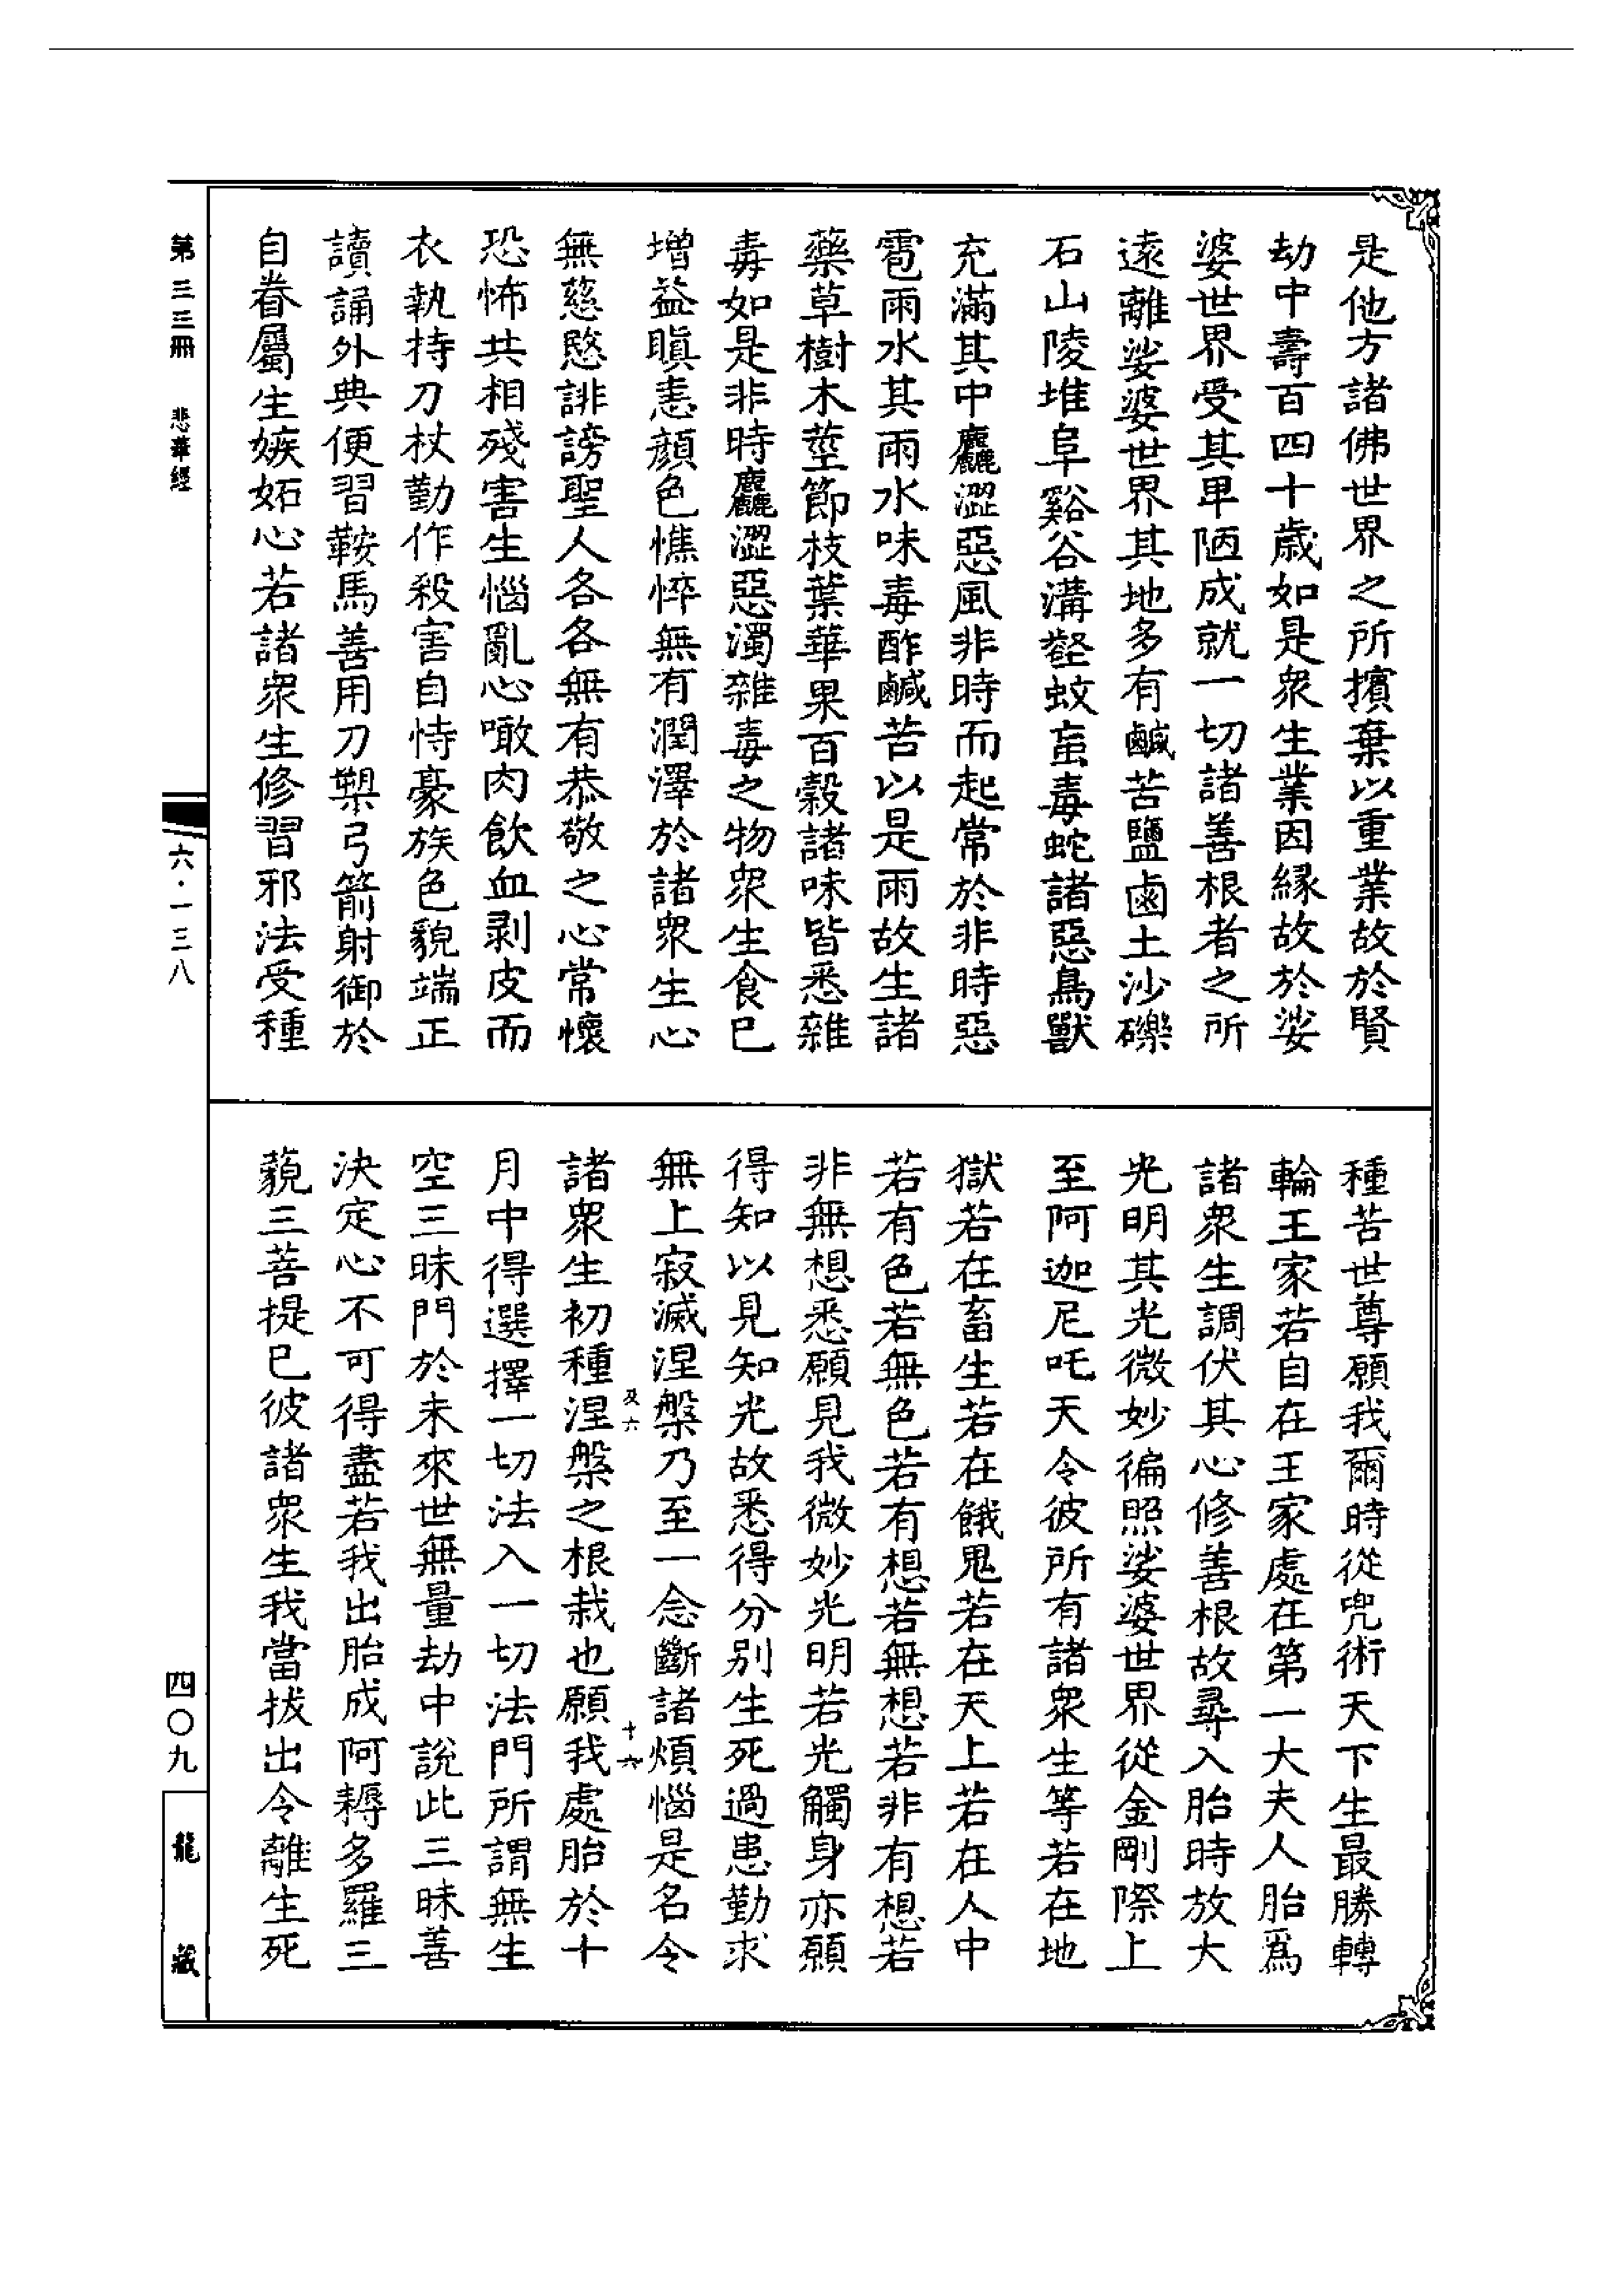 是他方諸佛世界之所擯棄以重業故於賢
劫中壽百四十歲如是衆生業因緣故於娑
婆世界受其卑陋成就一切諸善根者之所
遠離娑婆世界其地多有鹹苦鹽鹵土沙礫
石山陵堆阜谿谷溝壑蚊䖟毒蛇諸惡鳥獸
充滿其中麤澀惡風非時而起常於非時惡
雹雨水其雨水味毒酢鹹苦以是雨故生諸
藥草樹木莖節枝葉華果百穀諸味皆悉雜
毒如是非時麤澀惡濁雜毒之物衆生食已
增益瞋恚顏色憔悴無有潤澤於諸衆生心
無慈愍誹謗聖人各各無有恭敬之心常懷
恐怖共相殘害生惱亂心噉肉飲血剥皮而
衣執持刀杖勤作殺害自恃豪族色貌端正
讀誦外典便習鞍馬善用刀槊弓箭射御於
自眷屬生嫉妬心若諸衆生修習邪法受種
種苦世尊願我爾時從兜術天下生最勝轉
輪王家若自在王家處在第一大夫人胎爲
諸衆生調伏其心修善根故尋入胎時放大
光明其光微妙徧照娑婆世界從金剛際上
至阿迦尼吒天令彼所有諸衆生等若在地
獄若在畜生若在餓鬼若在天上若在人中
若有色若無色若有想若無想若非有想若
非無想悉願見我微妙光明若光觸身亦願
得知以見知光故悉得分别生死過患勤求
無上寂滅涅槃乃至一念斷諸煩惱是名令
及六
十六
諸衆生初種涅槃之根栽也願我處胎於十
月中得選擇一切法入一切法門所謂無生
空三昧門於未來世無量劫中說此三昧善
決定心不可得盡若我出胎成阿耨多羅三
藐三菩提已彼諸衆生我當拔出令離生死
第三三冊 悲華經
六·一三八
四〇九
龍藏